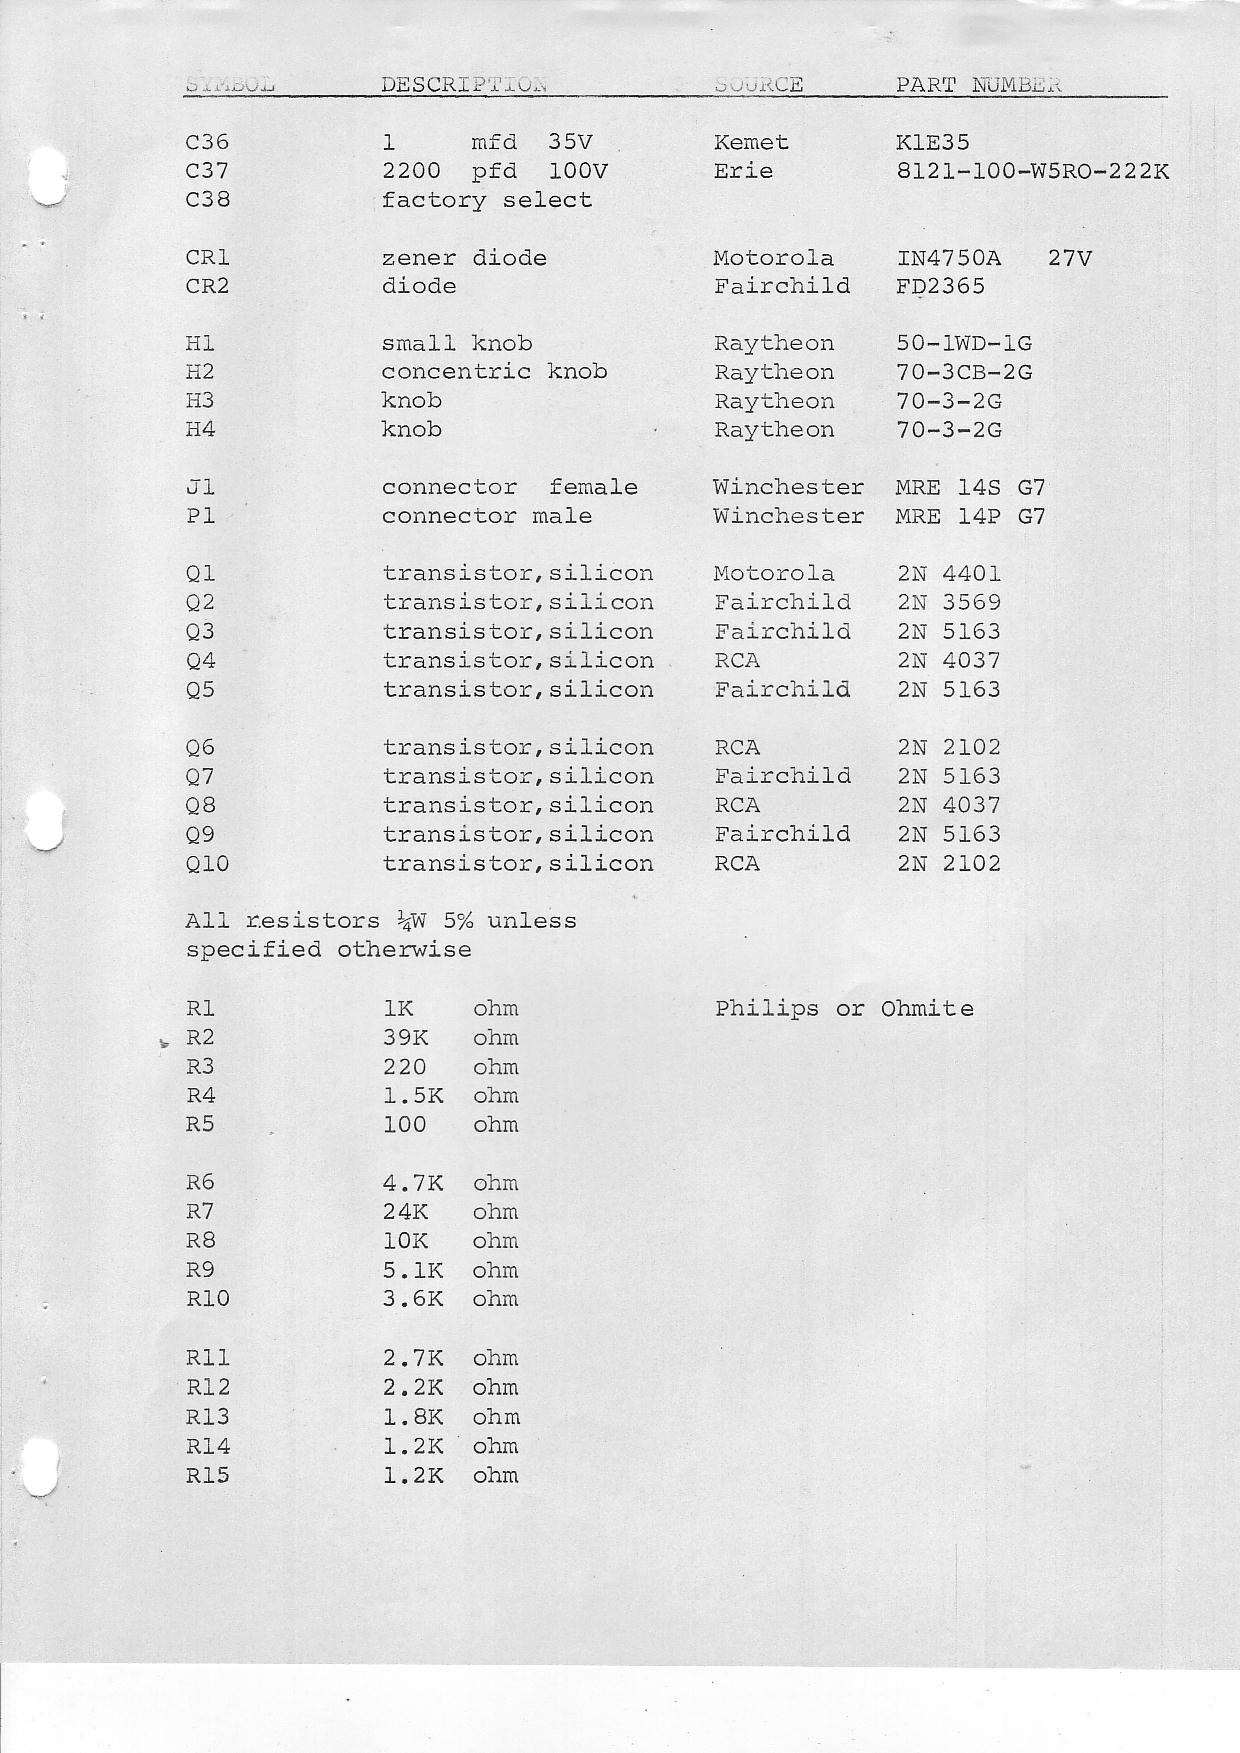 SYMBOL DESCRIPTION SOURCE PART NUMBER
C36 1 mfd 35V Kemet K1E35
C37 2200 pfd 100V Erie 8121-100-W5RO-222K
C38 factory select
CR1 zener diode Motorola IN4750A 27V
CR2 diode Fairchild FD2365
H1 small knob Raytheon 50-1WD-1G
H2 concentric knob Raytheon 70-3CB-2G
H3 knob Raytheon 70-3-2G
H4 knob Raytheon 70-3-2G
J1 connector female Winchester MRE 14S G7
P1 connector male Winchester MRE 14P G7
Q1 transistor,silicon Motorola 2N 4401
Q2 transistor,silicon Fairchild 2N 3569
Q3 transistor,silicon Fairchild 2N 5163
Q4 transistor,silicon RCA 2N 4037
Q5 transistor,silicon Fairchild 2N 5163
Q6 transistor,silicon RCA 2N 2102
Q7 transistor,silicon Fairchild 2N 5163
Q8 transistor,silicon RCA 2N 4037
Q9 transistor,silicon Fairchild 2N 5163
Q10 transistor,silicon RCA 2N 2102
All resistors ¼W 5% unless
specified otherwise
R1 1K ohm Philips or Ohmite
R2 39K ohm
R3 220 ohm
R4 1.5K ohm
R5 100 ohm
R6 4.7K ohm
R7 24K ohm
R8 10K ohm
R9 5.1K ohm
R10 3.6K ohm
R11 2.7K ohm
R12 2.2K ohm
R13 1.8K ohm
R14 1.2K ohm
R15 1.2K ohm